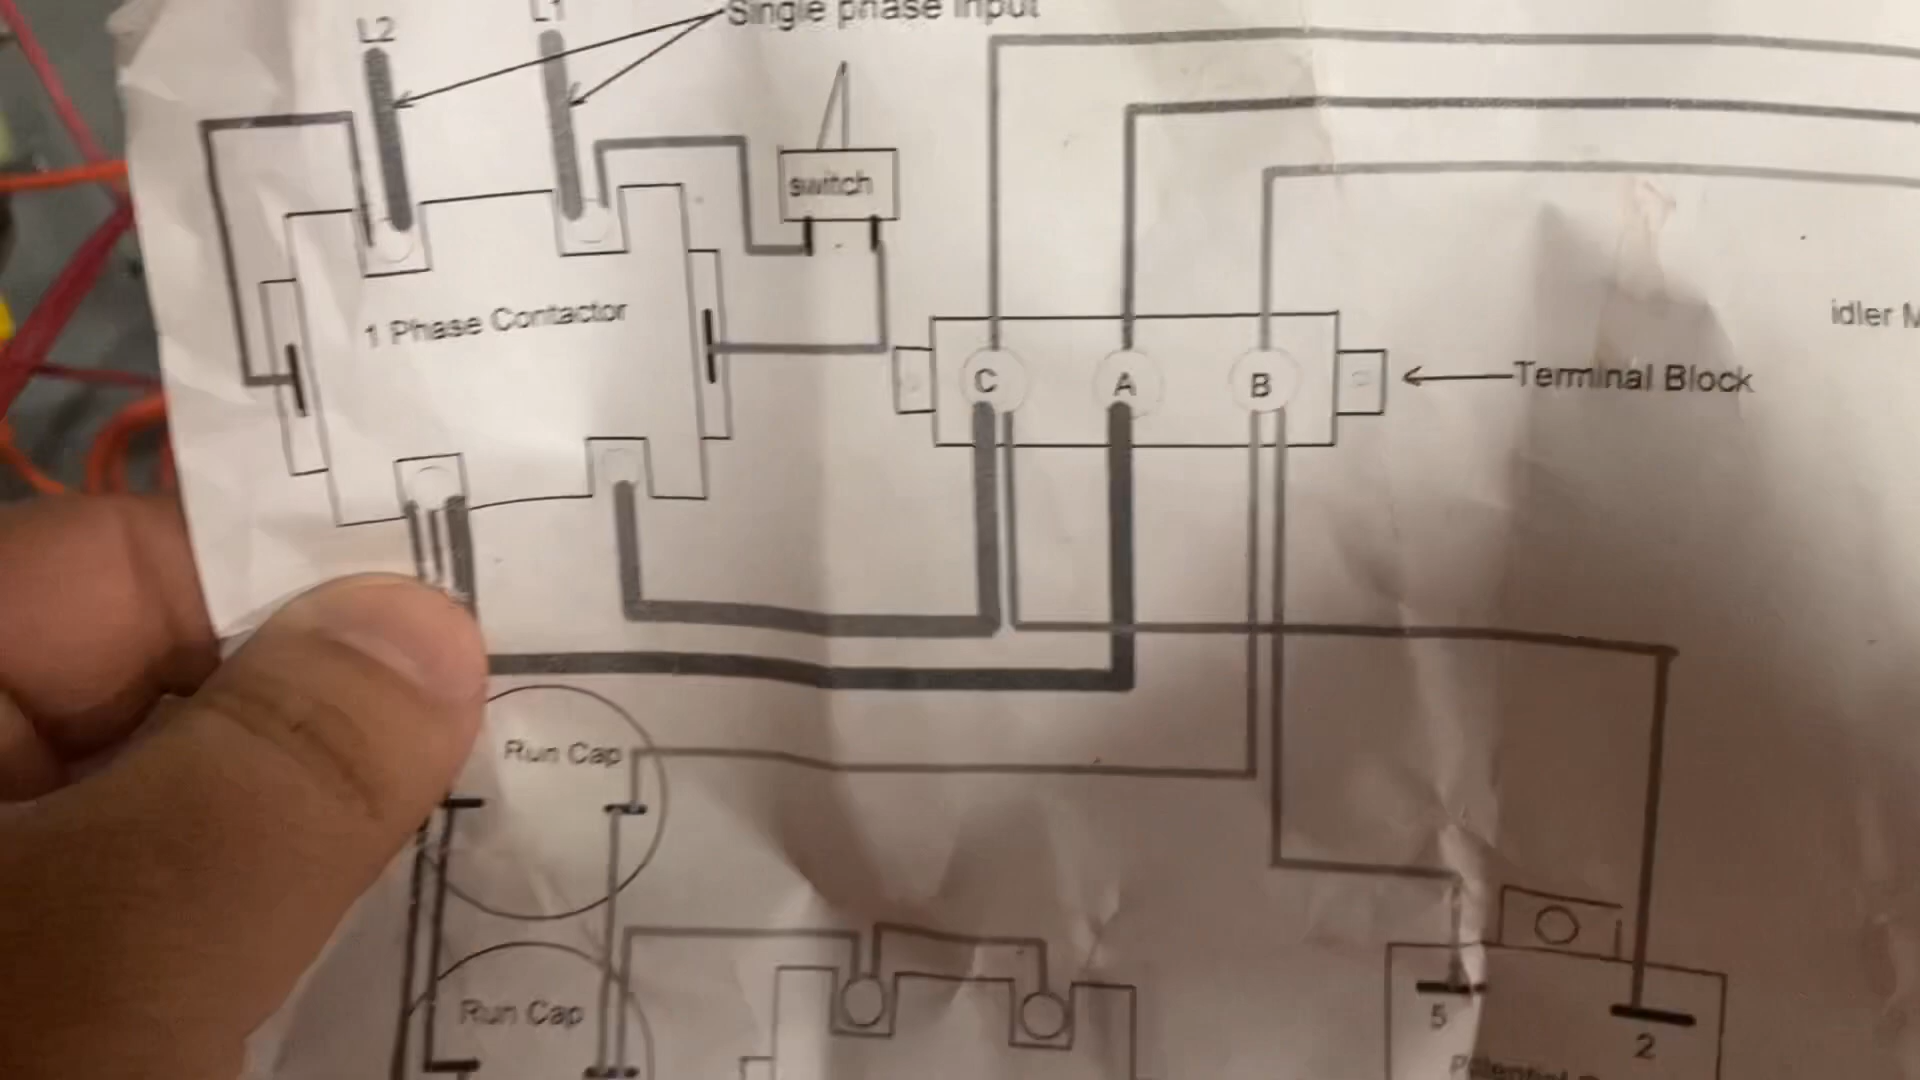 L2
L1
Single phase input
switch
1 Phase Contactor
C
A
B
idler
Terminal Block
Run Cap
Run Cap
5
2